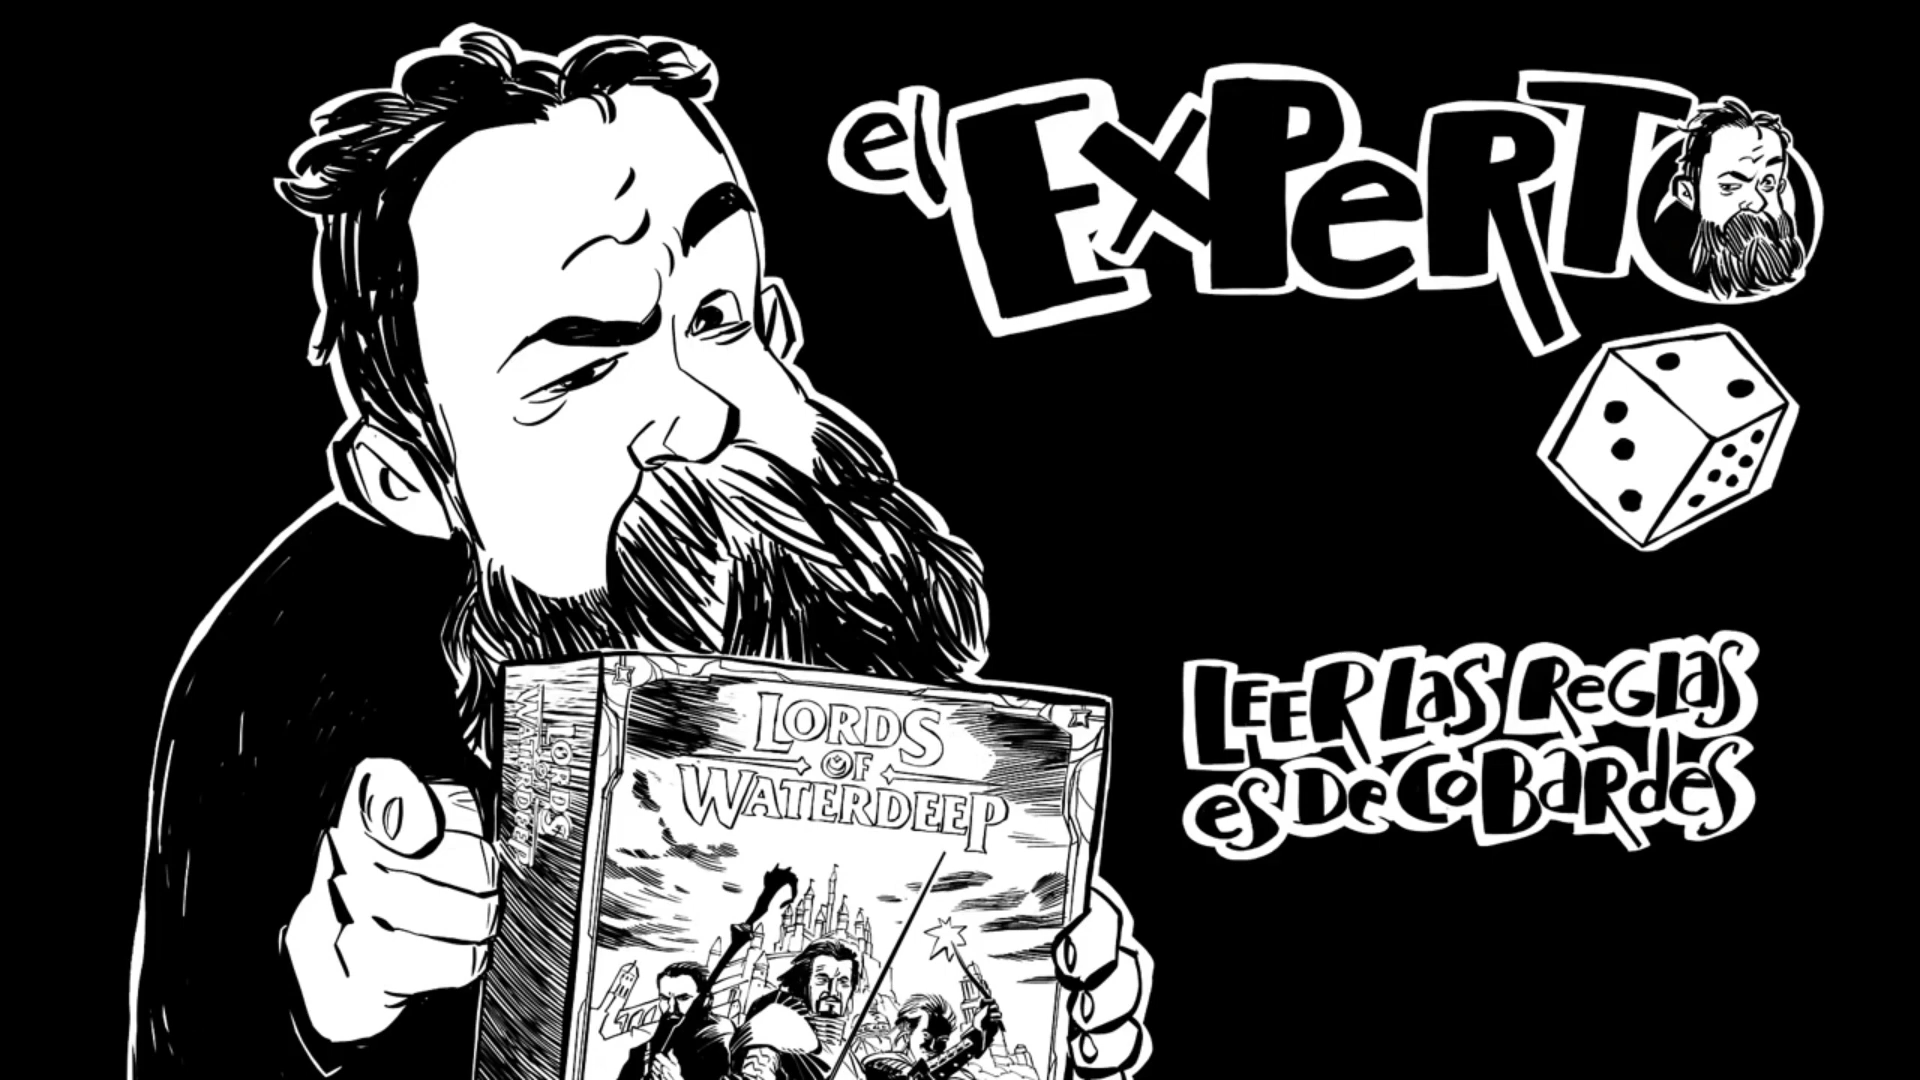 el EXPERTO
LEER Las ReGlas
es De CoBaRdes
LORDS
OF
WATERDEEP
LORDS
OF
WATERDEEP